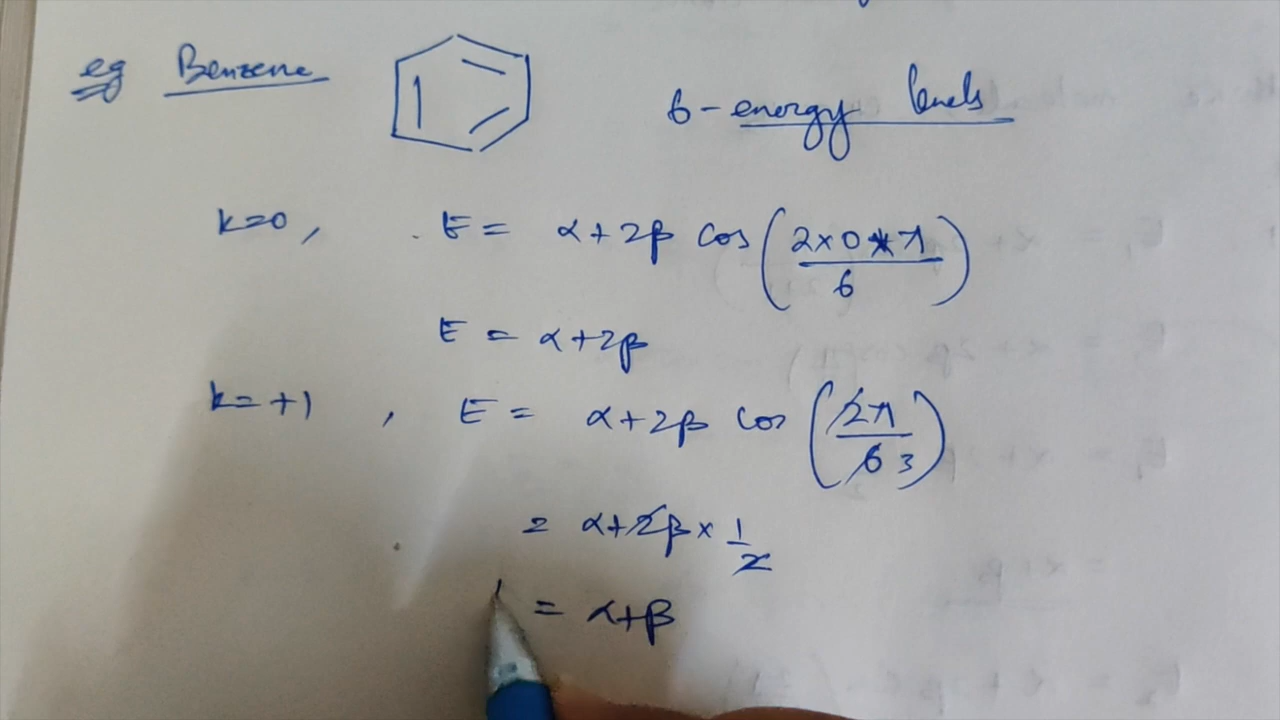 eg Benzene
6-energy levels
k=0, E = α+2β cos(2×0×π/6)
E = α+2β
k=+1, E = α+2β cos(2π/6 3)
= α+2β×1/2
= α+β